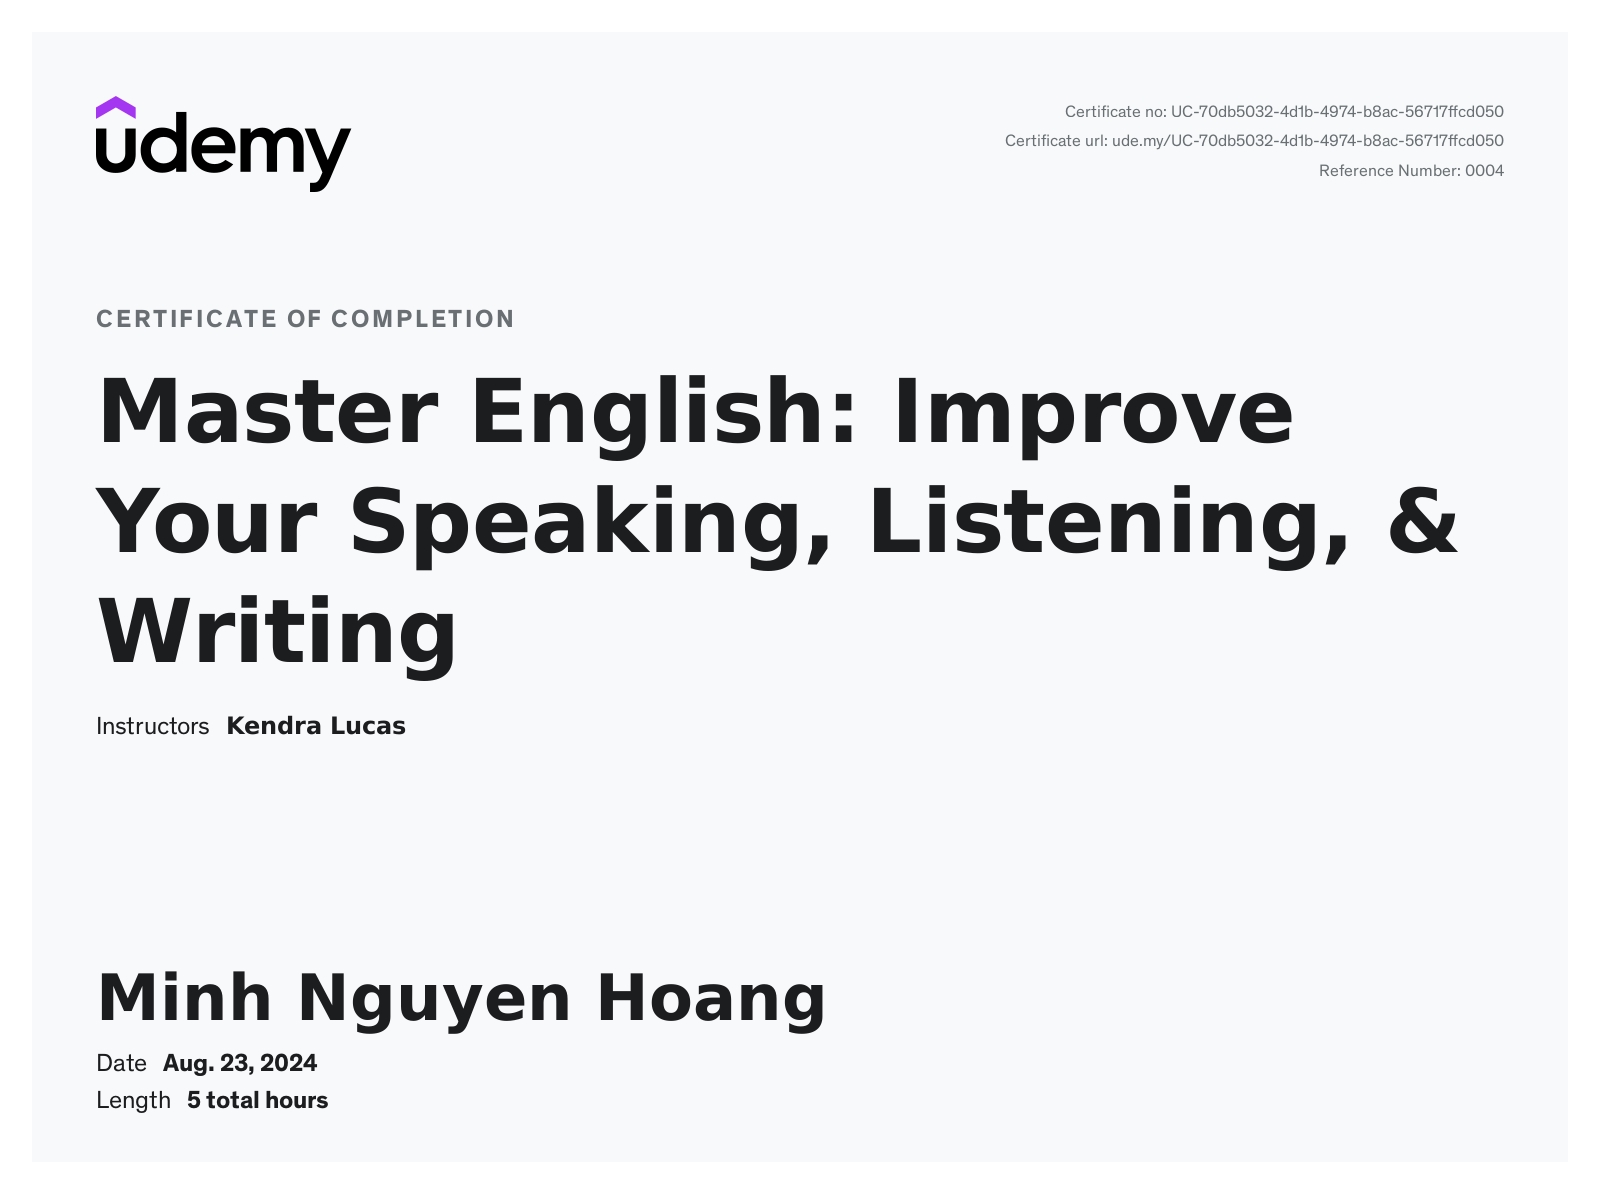 udemy
Certificate no: UC-70db5032-4d1b-4974-b8ac-56717ffcd050
Certificate url: ude.my/UC-70db5032-4d1b-4974-b8ac-56717ffcd050
Reference Number: 0004
CERTIFICATE OF COMPLETION
Master English: Improve
Your Speaking, Listening, &
Writing
Instructors Kendra Lucas
Minh Nguyen Hoang
Date Aug. 23, 2024
Length 5 total hours